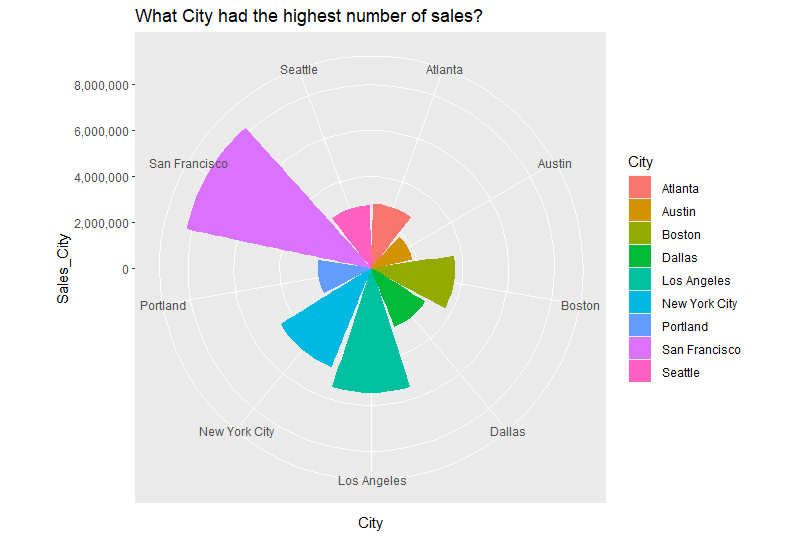 What City had the highest number of sales?
Seattle
Atlanta
San Francisco
Austin
Portland
Boston
New York City
Dallas
Los Angeles
8,000,000
6,000,000
4,000,000
2,000,000
0
Sales_City
City
City
Atlanta
Austin
Boston
Dallas
Los Angeles
New York City
Portland
San Francisco
Seattle